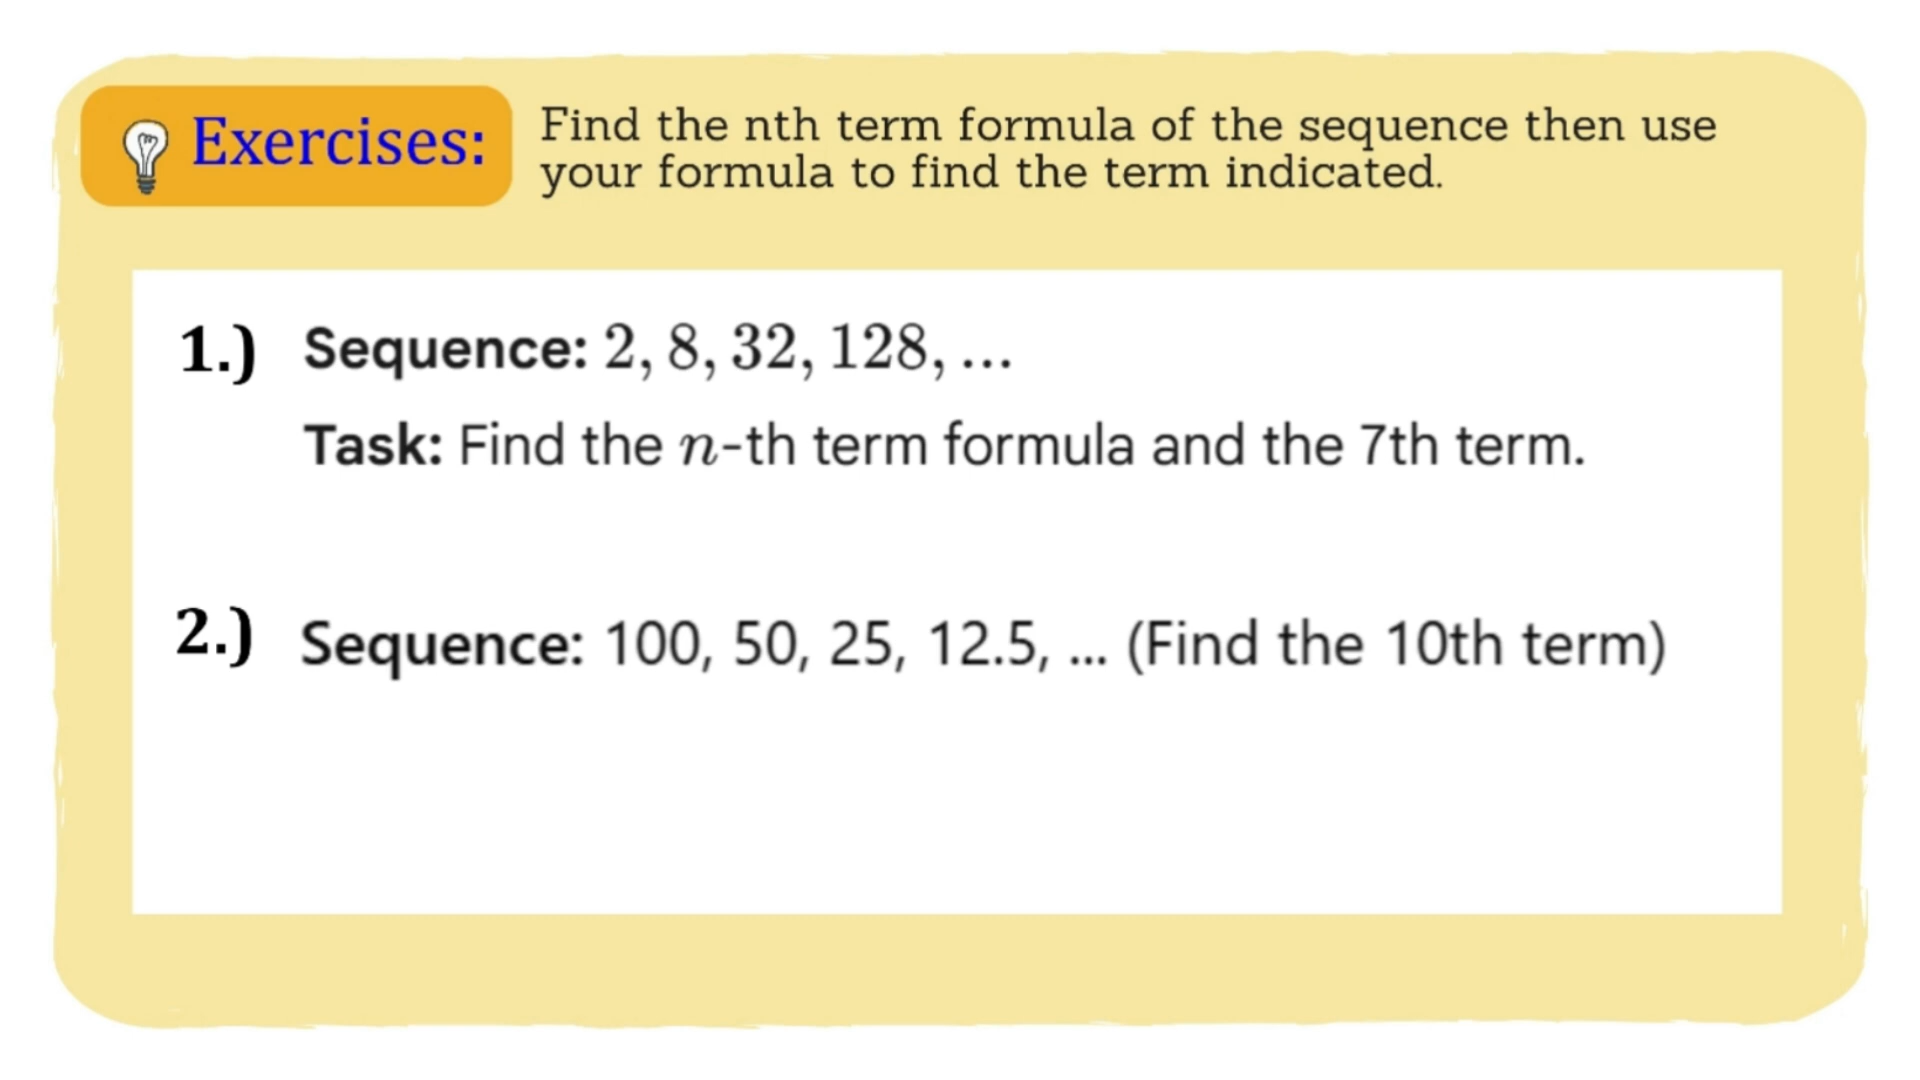 Exercises:
Find the nth term formula of the sequence then use
your formula to find the term indicated.
1.) Sequence: 2, 8, 32, 128, ...
Task: Find the n-th term formula and the 7th term.
2.) Sequence: 100, 50, 25, 12.5, ... (Find the 10th term)